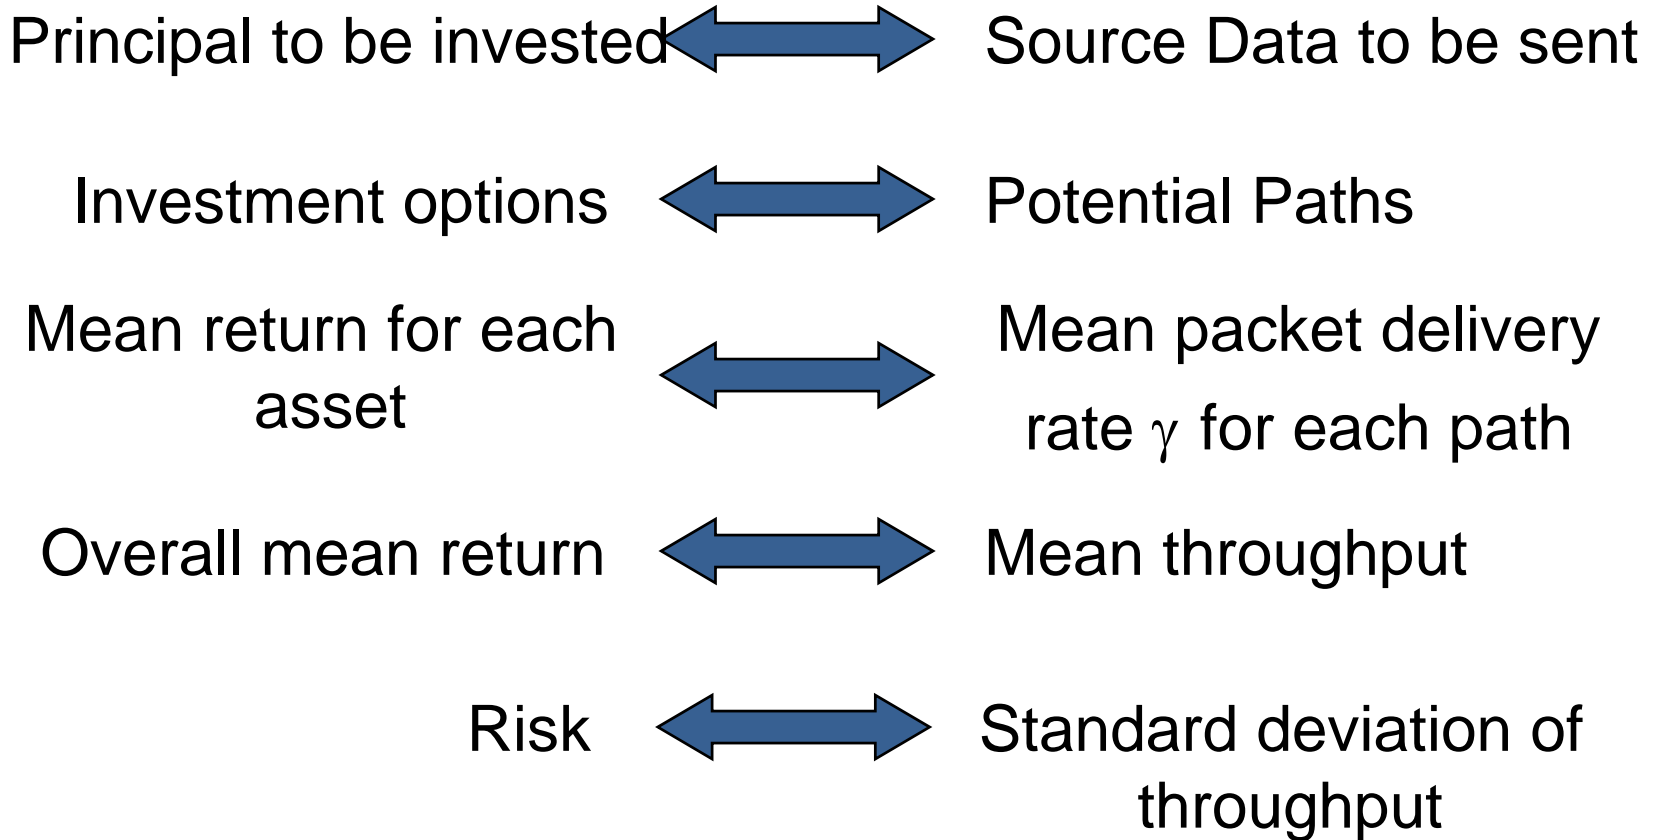 Principal to be invested
Source Data to be sent
Investment options
Potential Paths
Mean return for each
asset
Mean packet delivery
rate γ for each path
Overall mean return
Mean throughput
Risk
Standard deviation of
throughput